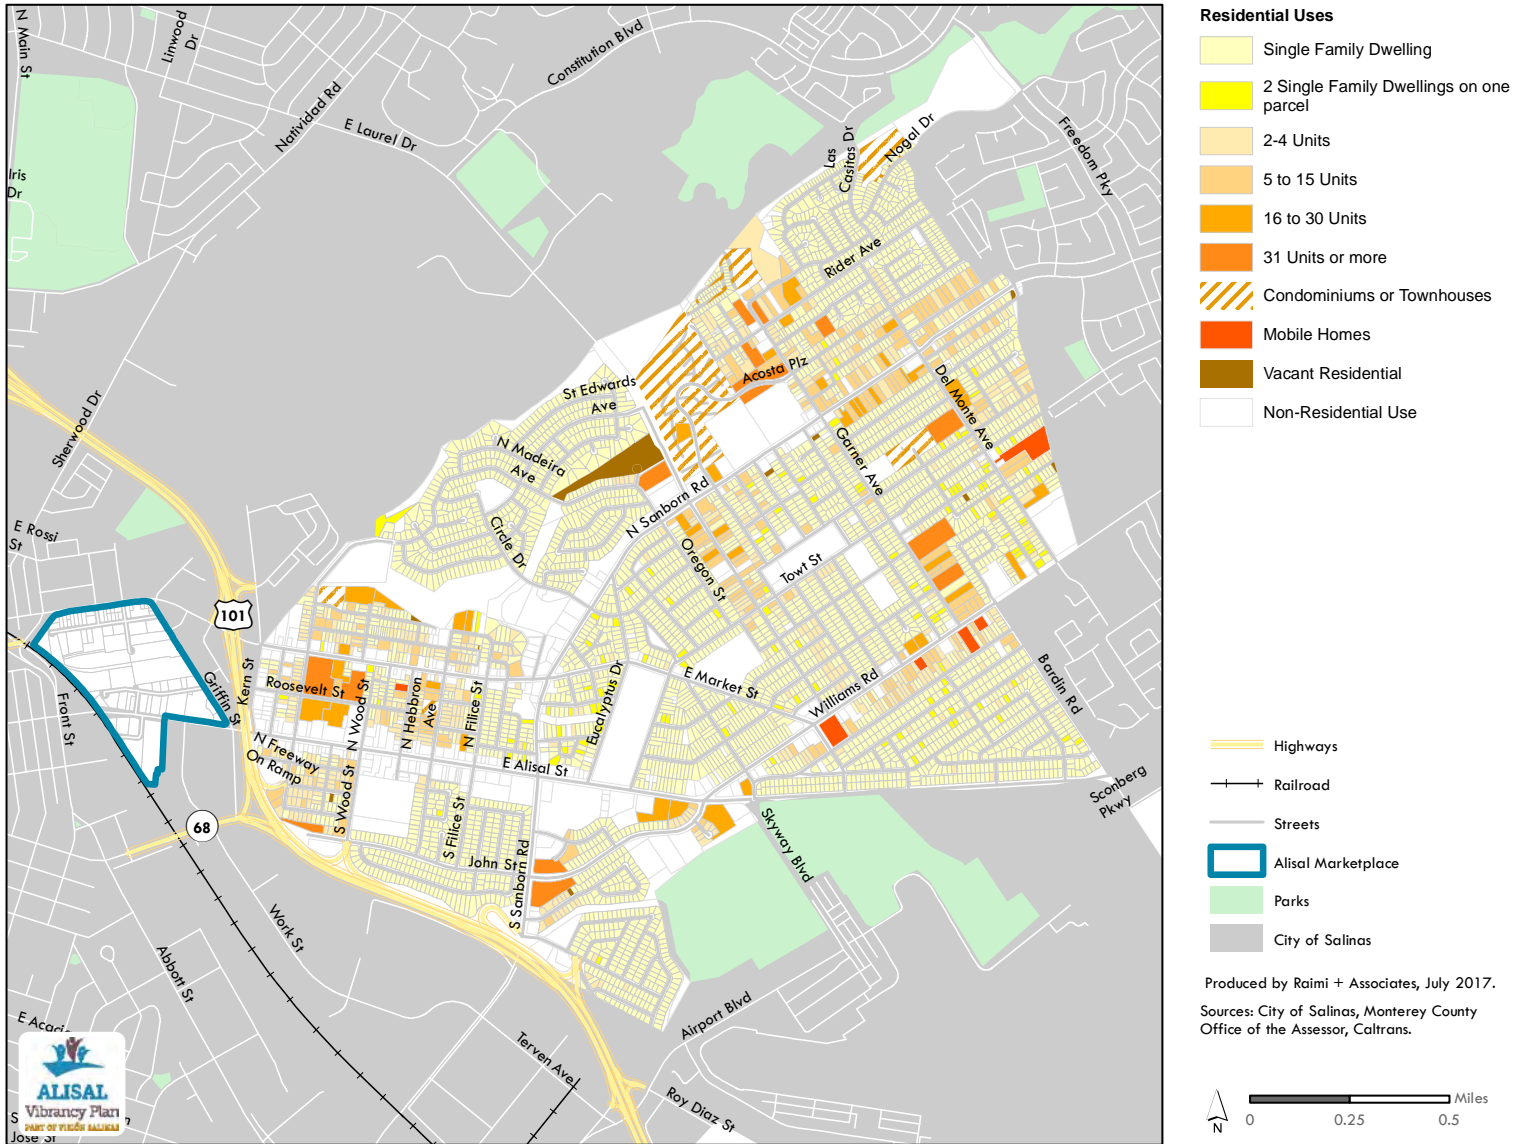 N Main St
Linwood
Dr
Natividad Rd
E Laurel Dr
Constitution Blvd
Iris
Dr
Las
Casitas Dr
Nogal Dr
Freedom Pky
Rider Ave
Sherwood Dr
St Edwards
Ave
Acosta Plz
Del Monte Ave
N Madeira
Ave
Garner Ave
N Sanborn Rd
E Rossi
St
Circle Dr
Oregon St
Towt St
101
Griffin St
Kern St
Front St
Roosevelt St
N Wood St
N Hebbron
Ave
N Filice St
Eucalyptus Dr
E Market St
Williams Rd
Bardin Rd
N Freeway
On Ramp
E Alisal St
S Wood St
S Filice St
Sconberg
Pkwy
68
John St
S Sanborn Rd
Skyway Blvd
Work St
Abbott St
Airport Blvd
E Acacia
Terven Ave
Roy Diaz St
Jose St
ALISAL
Vibrancy Plan
PART OF VISIÓN SALINAS
Residential Uses
Single Family Dwelling
2 Single Family Dwellings on one
parcel
2-4 Units
5 to 15 Units
16 to 30 Units
31 Units or more
Condominiums or Townhouses
Mobile Homes
Vacant Residential
Non-Residential Use
Highways
Railroad
Streets
Alisal Marketplace
Parks
City of Salinas
Produced by Raimi + Associates, July 2017.
Sources: City of Salinas, Monterey County
Office of the Assessor, Caltrans.
N
Miles
0 0.25 0.5